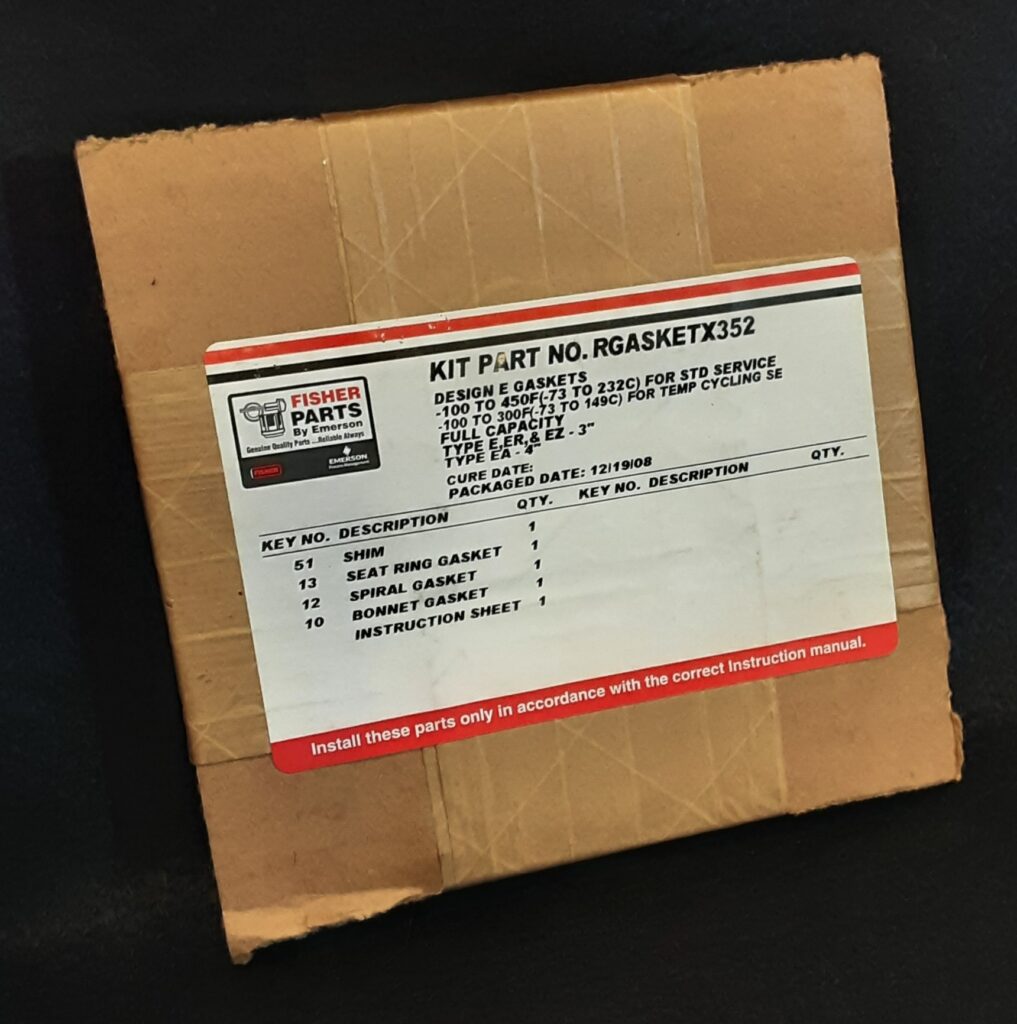 KIT PART NO. RGASKETX352
FISHER
PARTS
By Emerson
Genuine Quality Parts ...Reliable Always
FISHER
EMERSON
Process Management
DESIGN E GASKETS
-100 TO 450F(-73 TO 232C) FOR STD SERVICE
-100 TO 300F(-73 TO 149C) FOR TEMP CYCLING SE
FULL CAPACITY
TYPE E,ER,& EZ - 3"
TYPE EA - 4"
CURE DATE:
PACKAGED DATE: 12/19/08
KEY NO. DESCRIPTION QTY. KEY NO. DESCRIPTION QTY.
51 SHIM 1
13 SEAT RING GASKET 1
12 SPIRAL GASKET 1
10 BONNET GASKET 1
INSTRUCTION SHEET 1
Install these parts only in accordance with the correct Instruction manual.